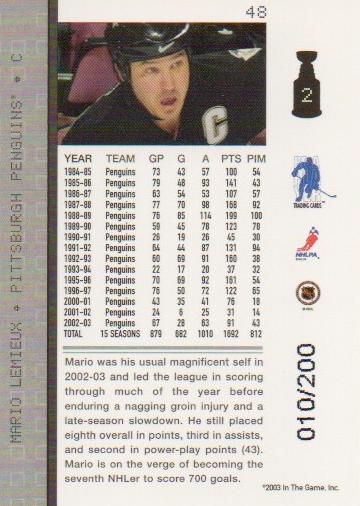 48
2
MARIO LEMIEUX • PITTSBURGH PENGUINS • C
YEAR TEAM GP G A PTS PIM
1984-85 Penguins 73 43 57 100 54
1985-86 Penguins 79 48 93 141 43
1986-87 Penguins 63 54 53 107 57
1987-88 Penguins 77 70 98 168 92
1988-89 Penguins 76 85 114 199 100
1989-90 Penguins 59 45 78 123 78
1990-91 Penguins 26 19 26 45 30
1991-92 Penguins 64 44 87 131 94
1992-93 Penguins 60 69 91 160 38
1993-94 Penguins 22 17 20 37 32
1995-96 Penguins 70 69 92 161 54
1996-97 Penguins 76 50 72 122 65
2000-01 Penguins 43 35 41 76 18
2001-02 Penguins 24 6 25 31 14
2002-03 Penguins 67 28 63 91 43
TOTAL 15 SEASONS 879 682 1010 1692 812
Mario was his usual magnificent self in
2002-03 and led the league in scoring
through much of the year before
enduring a nagging groin injury and a
late-season slowdown. He still placed
eighth overall in points, third in assists,
and second in power-play points (43).
Mario is on the verge of becoming the
seventh NHLer to score 700 goals.
C
TRADING CARDS
NHLPA
010/200
©2003 In The Game, Inc.